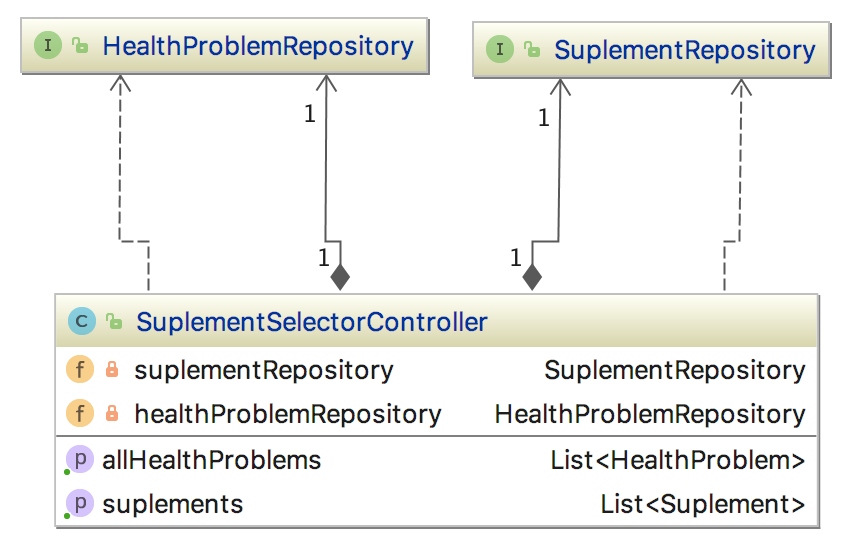 I HealthProblemRepository
I SuplementRepository
1 1
1 1
C SuplementSelectorController
f suplementRepository SuplementRepository
f healthProblemRepository HealthProblemRepository
p allHealthProblems List<HealthProblem>
p suplements List<Suplement>